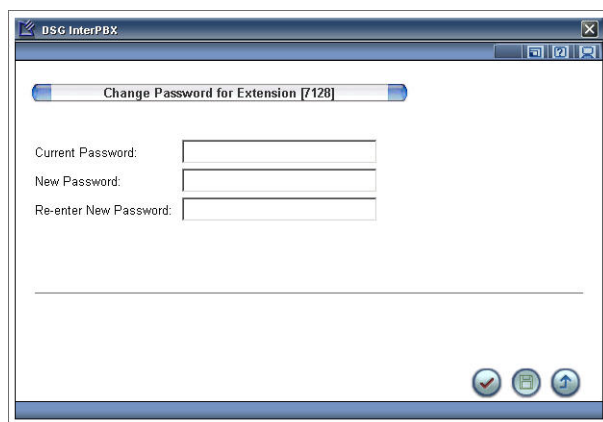 DSG InterPBX
Change Password for Extension [7128]
Current Password:
New Password:
Re-enter New Password: